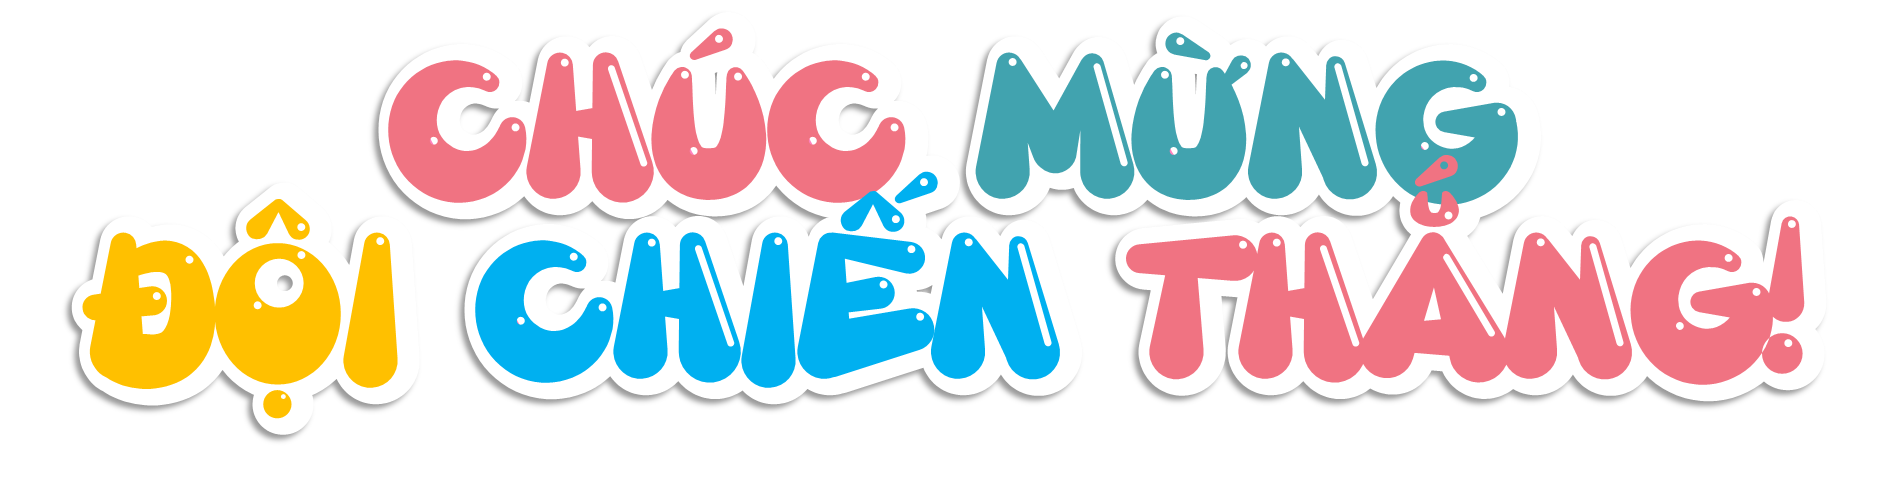 CHÚC MỪNG
ĐỘI CHIẾN THẮNG!